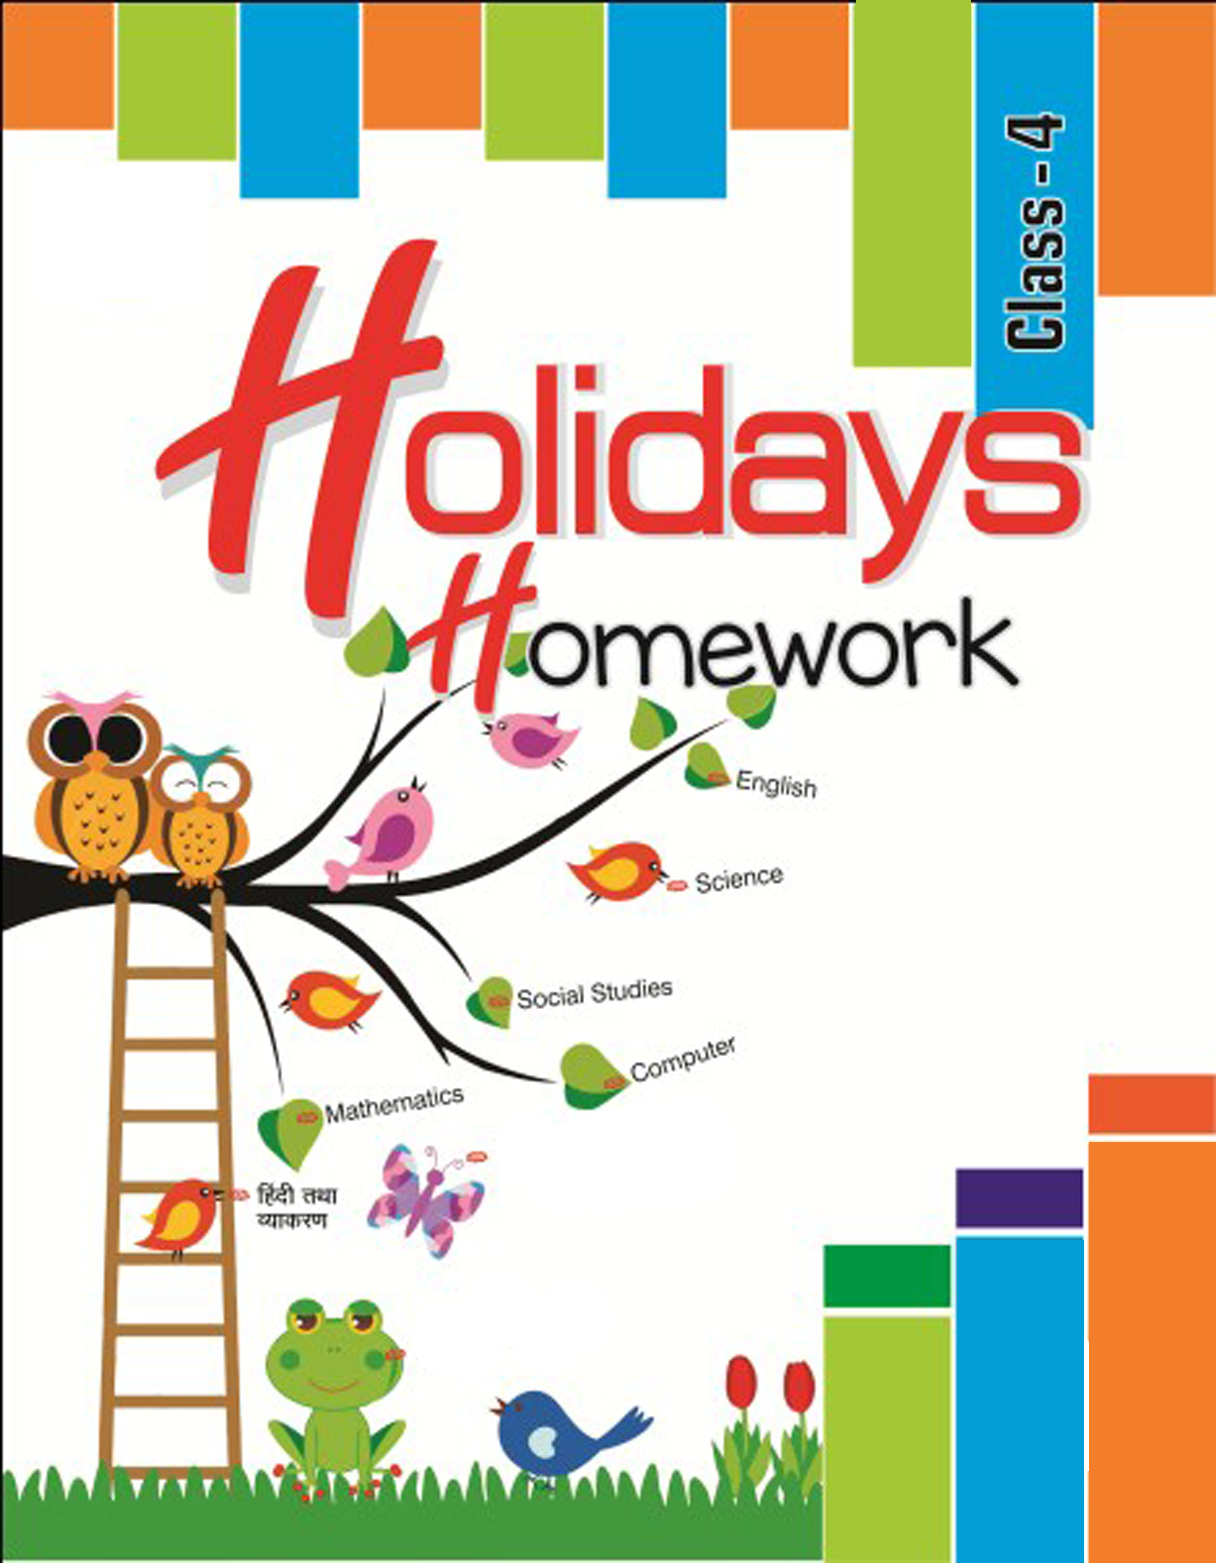 Class - 4
Holidays
Homework
English
Science
Social Studies
Computer
Mathematics
हिंदी तथा
व्याकरण